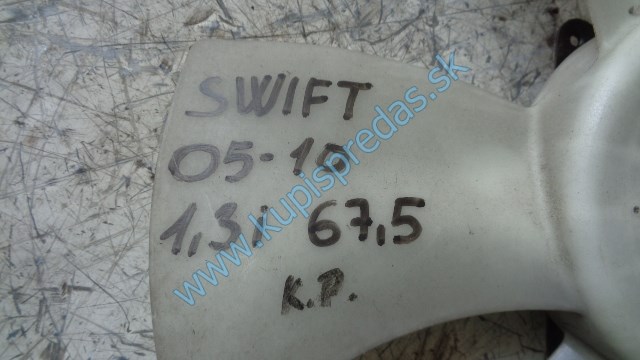 SWIFT
05-10
1,3i 67,5
K.P.
www.kupispredas.sk